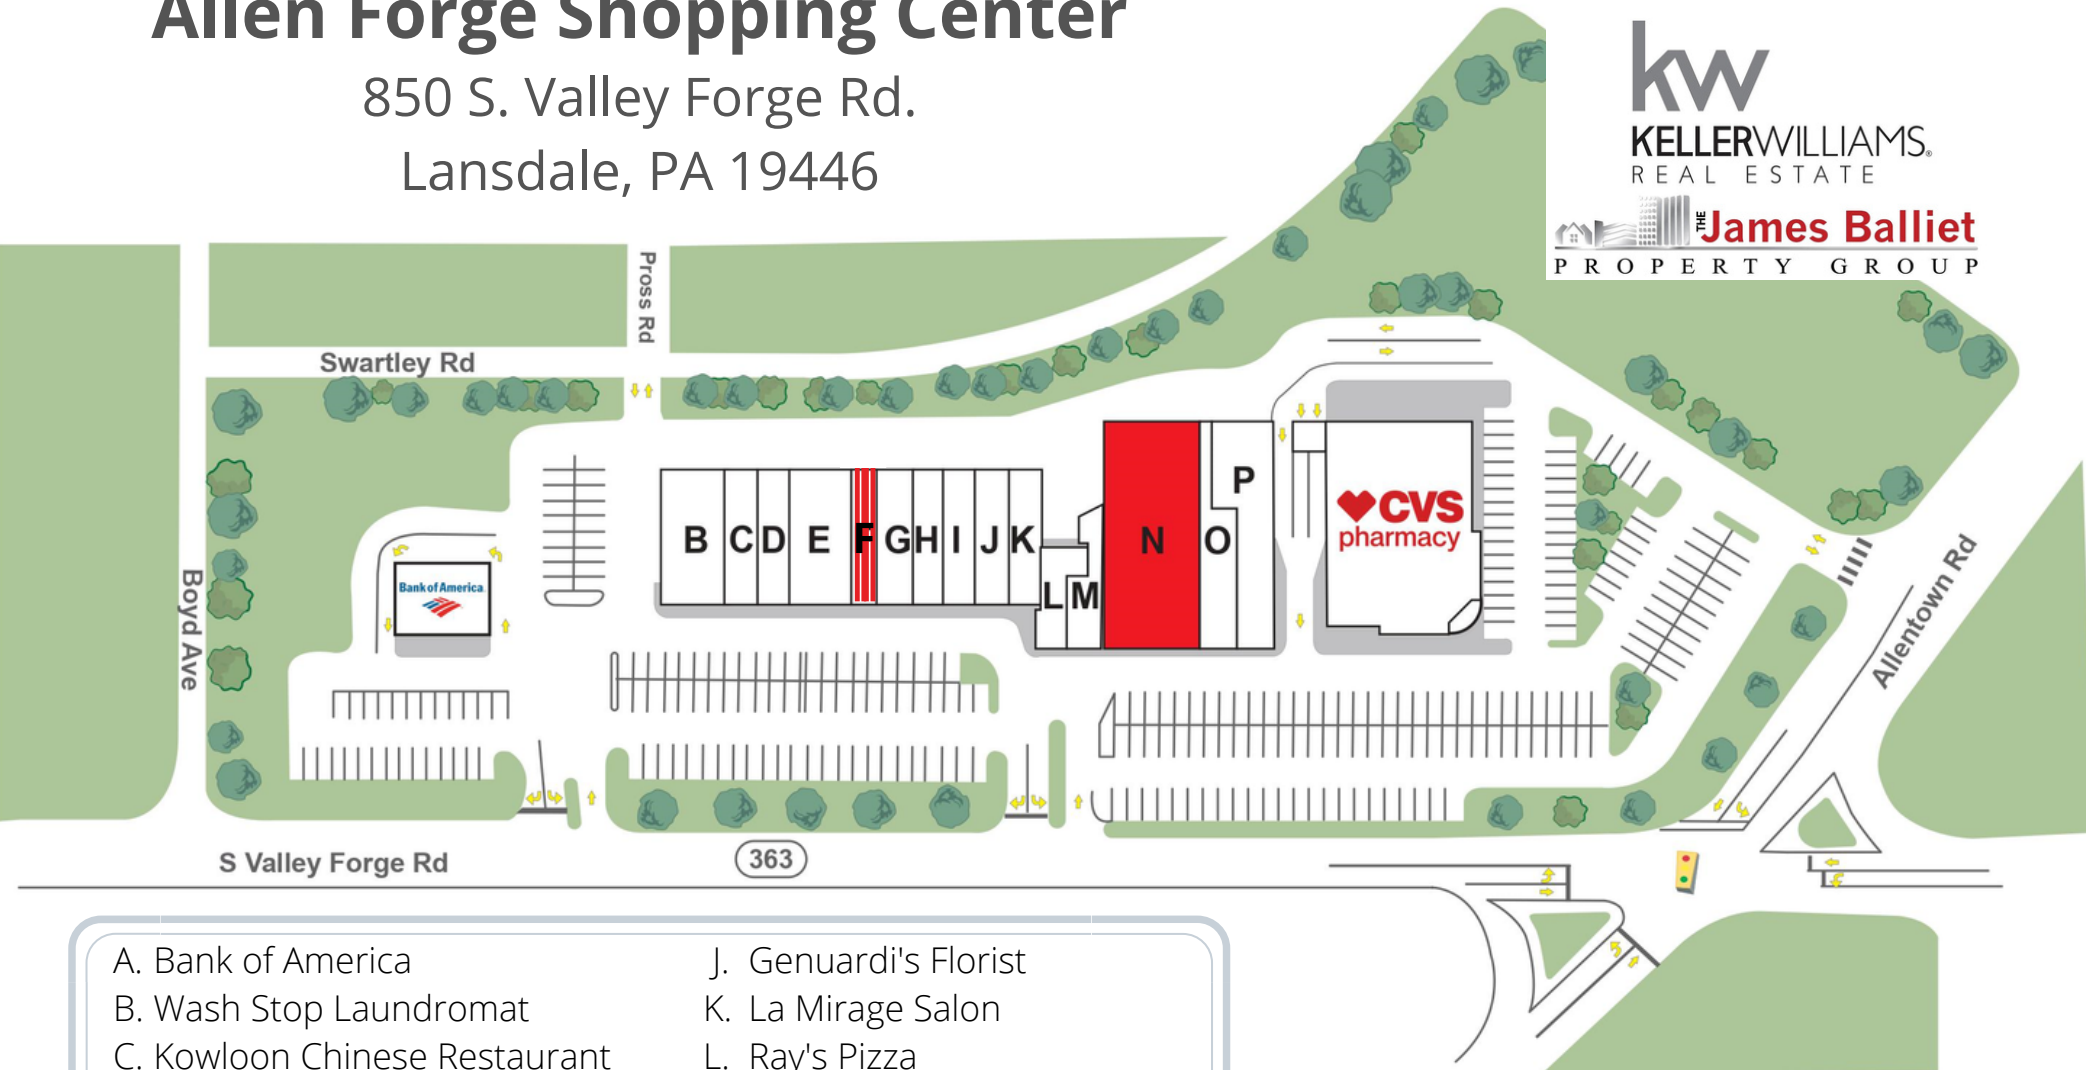 Allen Forge Shopping Center
850 S. Valley Forge Rd.
Lansdale, PA 19446
kw
KELLERWILLIAMS.
REAL ESTATE
THE James Balliet
PROPERTY GROUP
Pross Rd
Swartley Rd
Boyd Ave
Bank of America
B C D E F G H I J K
L M
N
O
P
CVS
pharmacy
Allentown Rd
S Valley Forge Rd
363
A. Bank of America
B. Wash Stop Laundromat
C. Kowloon Chinese Restaurant
J. Genuardi's Florist
K. La Mirage Salon
L. Ray's Pizza